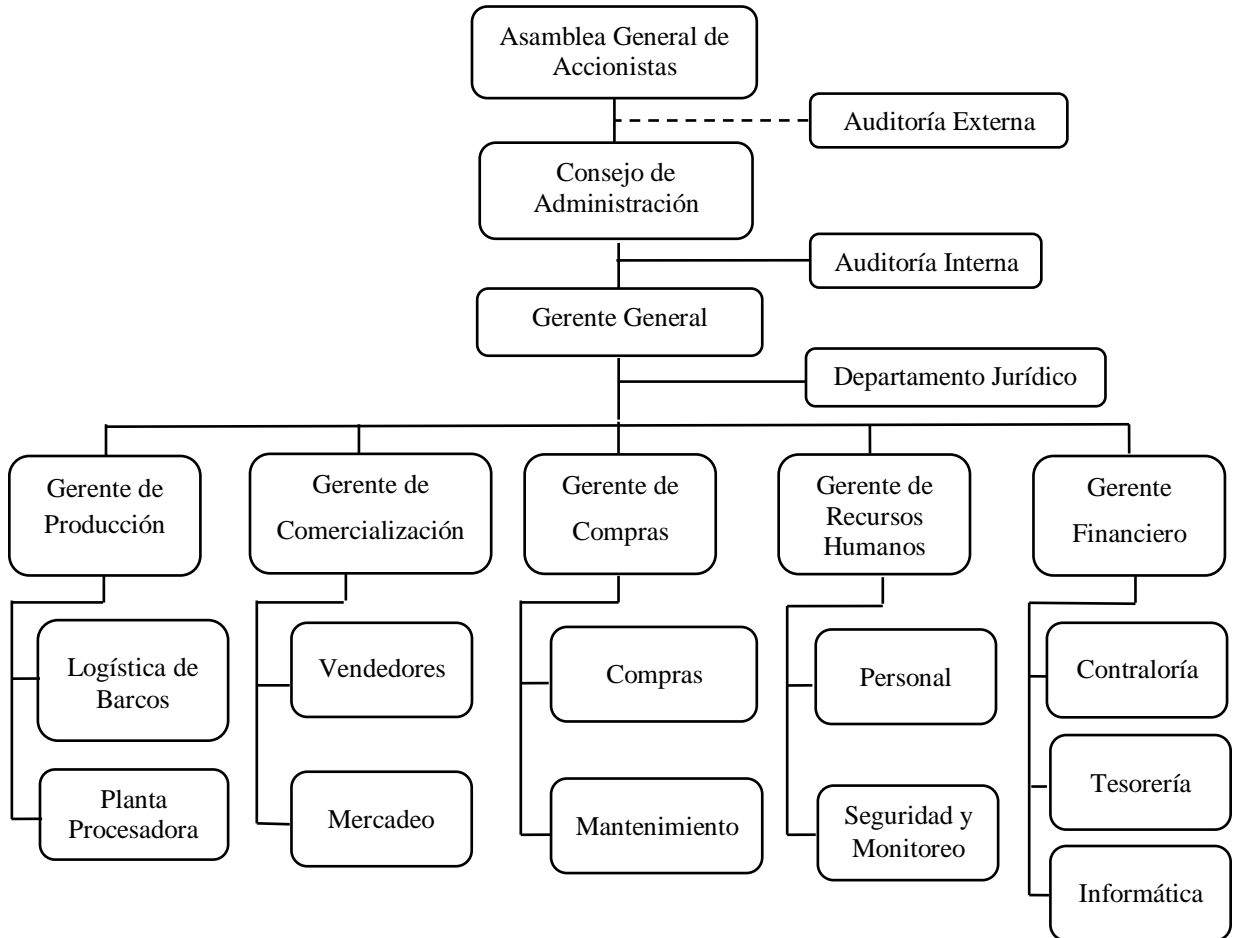 Asamblea General de
Accionistas
Auditoría Externa
Consejo de
Administración
Auditoría Interna
Gerente General
Departamento Jurídico
Gerente de
Producción
Gerente de
Comercialización
Gerente de
Compras
Gerente de
Recursos
Humanos
Gerente
Financiero
Logística de
Barcos
Vendedores
Compras
Personal
Contraloría
Planta
Procesadora
Mercadeo
Mantenimiento
Seguridad y
Monitoreo
Tesorería
Informática